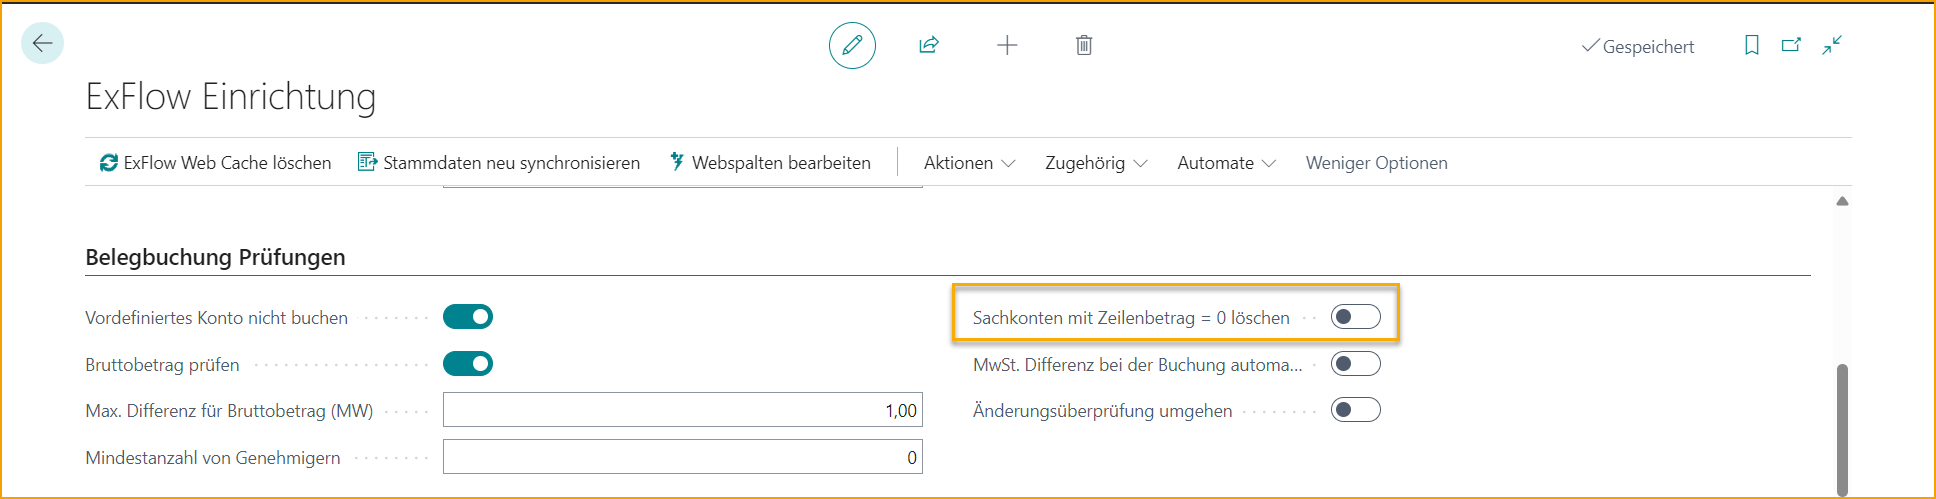 Gespeichert
ExFlow Einrichtung
ExFlow Web Cache löschen Stammdaten neu synchronisieren Webspalten bearbeiten Aktionen Zugehörig Automate Weniger Optionen
Belegbuchung Prüfungen
Vordefiniertes Konto nicht buchen
Bruttobetrag prüfen
Max. Differenz für Bruttobetrag (MW) 1,00
Mindestanzahl von Genehmigern 0
Sachkonten mit Zeilenbetrag = 0 löschen
MwSt. Differenz bei der Buchung automa...
Änderungsüberprüfung umgehen